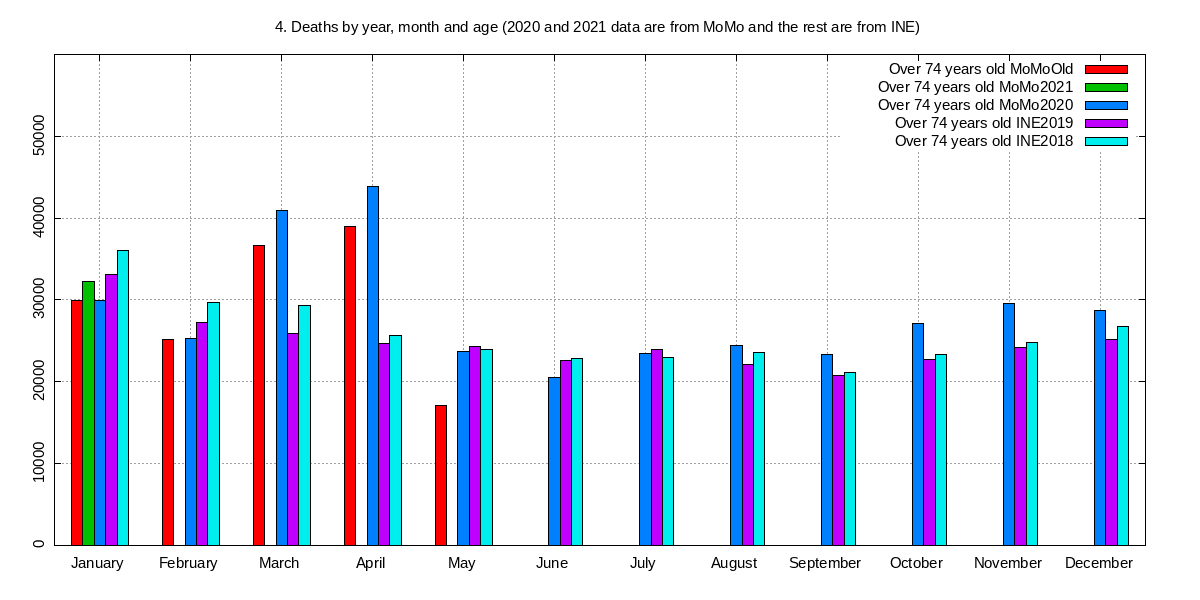 4. Deaths by year, month and age (2020 and 2021 data are from MoMo and the rest are from INE)
Over 74 years old MoMoOld
Over 74 years old MoMo2021
Over 74 years old MoMo2020
Over 74 years old INE2019
Over 74 years old INE2018
50000
40000
30000
20000
10000
0
January February March April May June July August September October November December